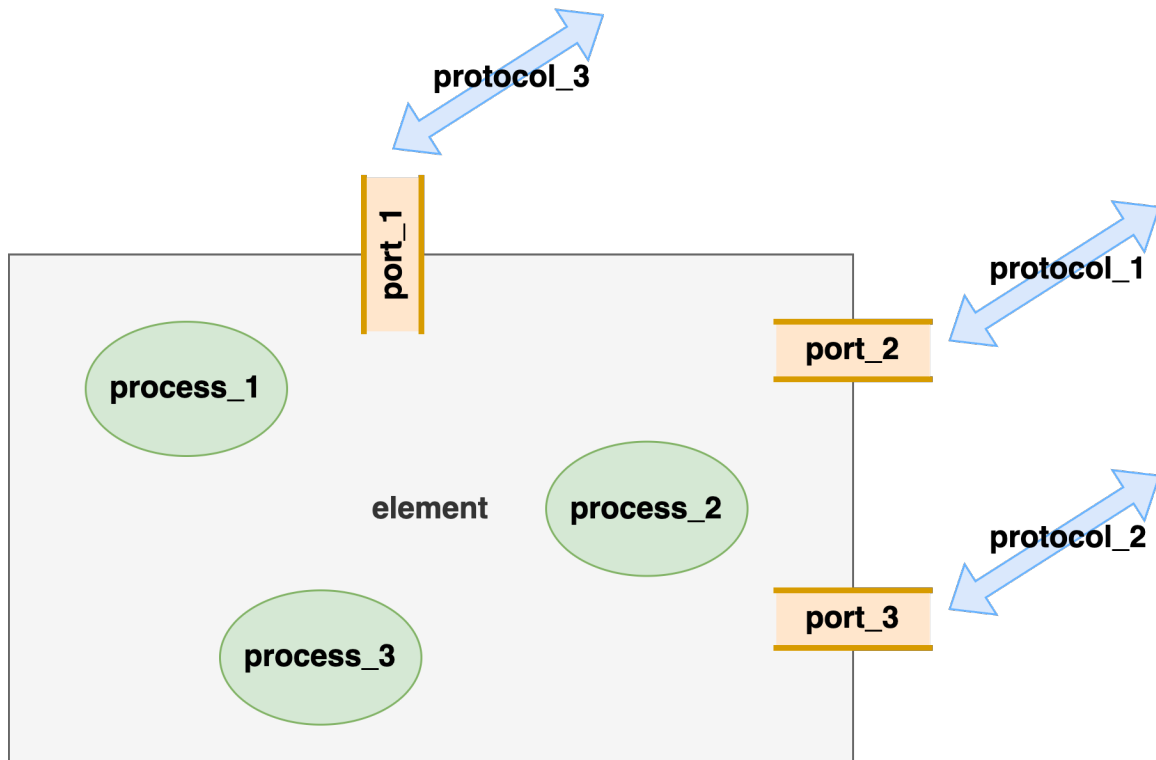 protocol_3
port_1
protocol_1
port_2
process_1
element
process_2
protocol_2
port_3
process_3